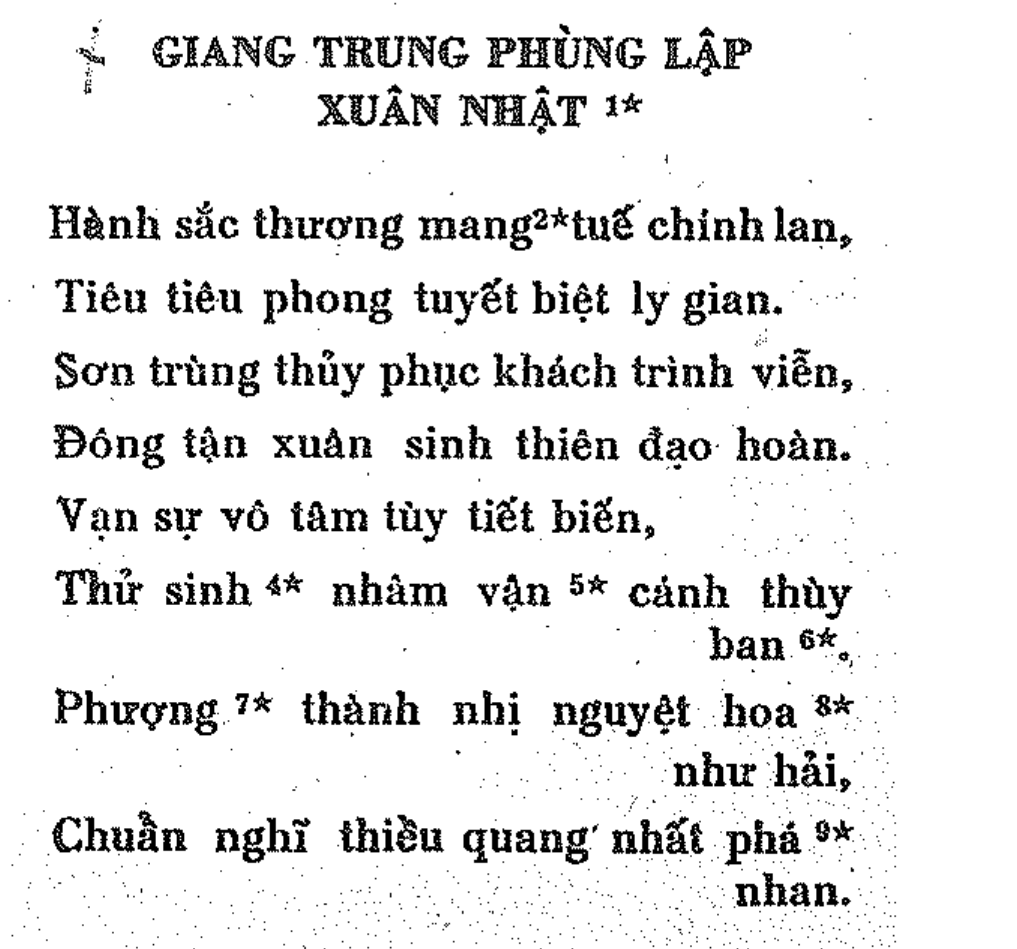 GIANG TRUNG PHÙNG LẬP
XUÂN NHẬT 1*
Hành sắc thương mang2*tuế chính lan,
Tiêu tiêu phong tuyết biệt ly gian.
Sơn trùng thủy phục khách trình viễn,
Đông tận xuân sinh thiên đạo hoàn.
Vạn sự vô tâm tùy tiết biến,
Thử sinh 4* nhâm vận 5* cánh thùy
ban 6*.
Phượng 7* thành nhị nguyệt hoa 8*
như hải,
Chuẩn nghĩ thiều quang nhất phá 9*
nhan.